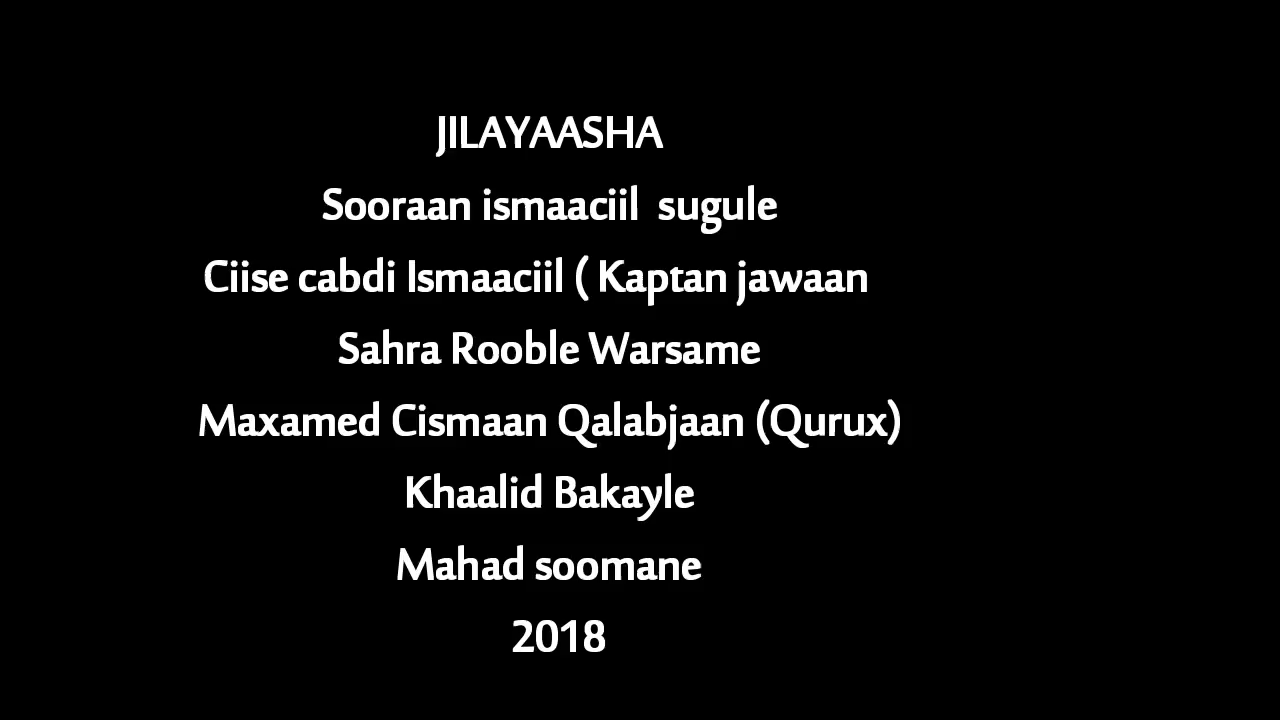 JILAYAASHA
Sooraan ismaaciil  sugule
Ciise cabdi Ismaaciil ( Kaptan jawaan
Sahra Rooble Warsame
Maxamed Cismaan Qalabjaan (Qurux)
Khaalid Bakayle
Mahad soomane
2018